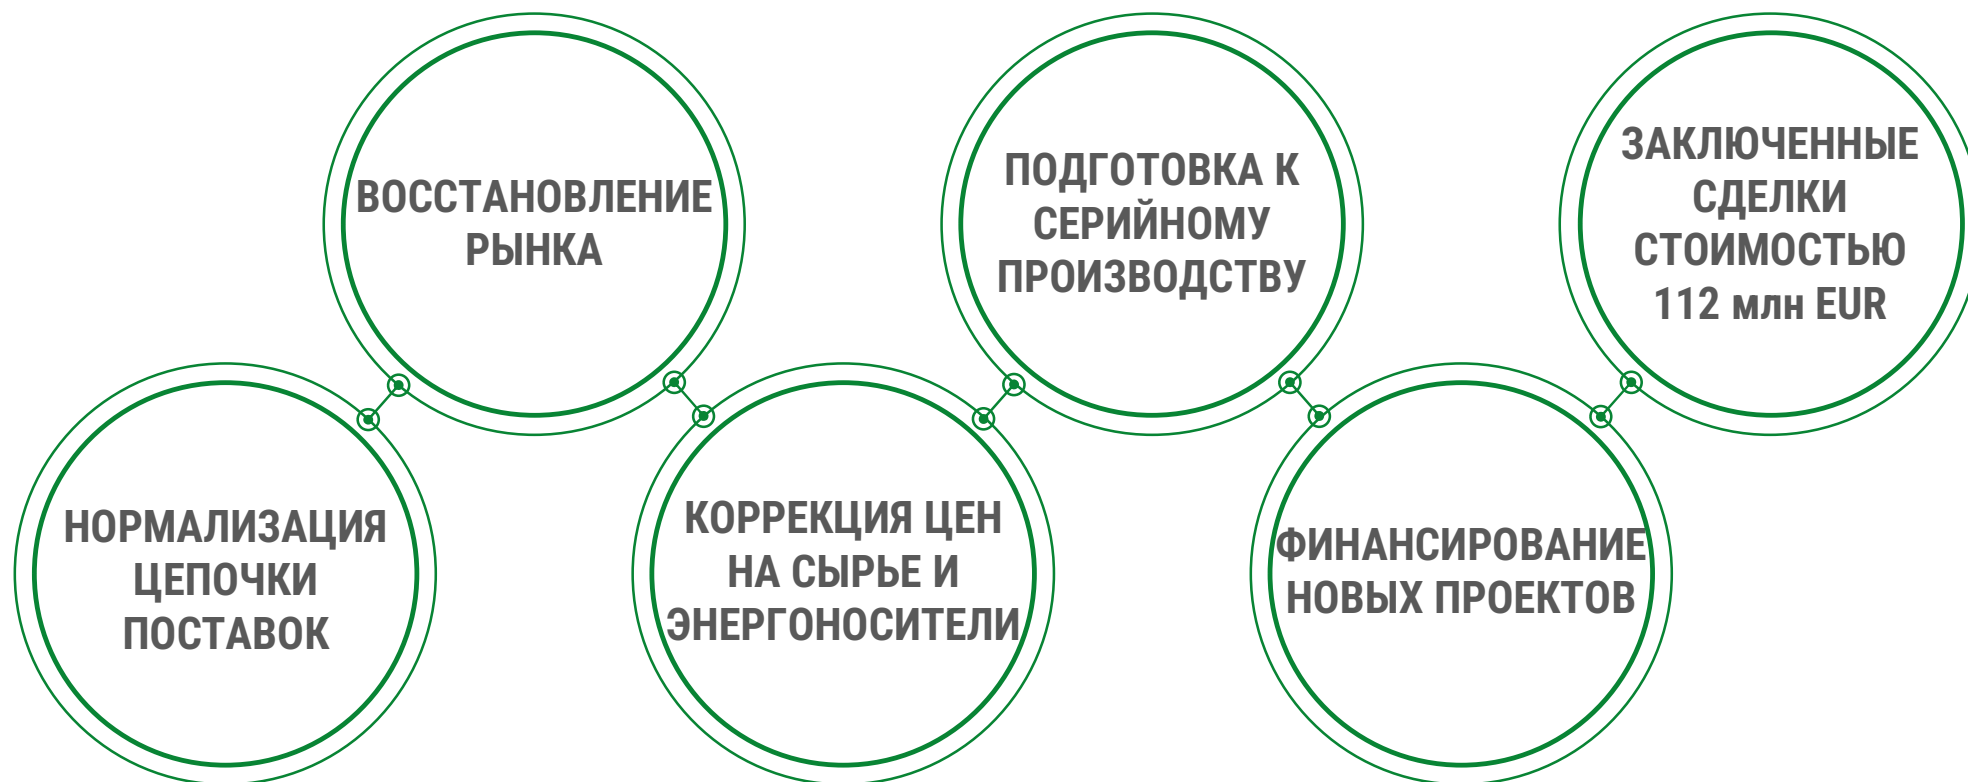 НОРМАЛИЗАЦИЯ
ЦЕПОЧКИ
ПОСТАВОК
ВОССТАНОВЛЕНИЕ
РЫНКА
КОРРЕКЦИЯ ЦЕН
НА СЫРЬЕ И
ЭНЕРГОНОСИТЕЛИ
ПОДГОТОВКА К
СЕРИЙНОМУ
ПРОИЗВОДСТВУ
ФИНАНСИРОВАНИЕ
НОВЫХ ПРОЕКТОВ
ЗАКЛЮЧЕННЫЕ
СДЕЛКИ
СТОИМОСТЬЮ
112 млн EUR